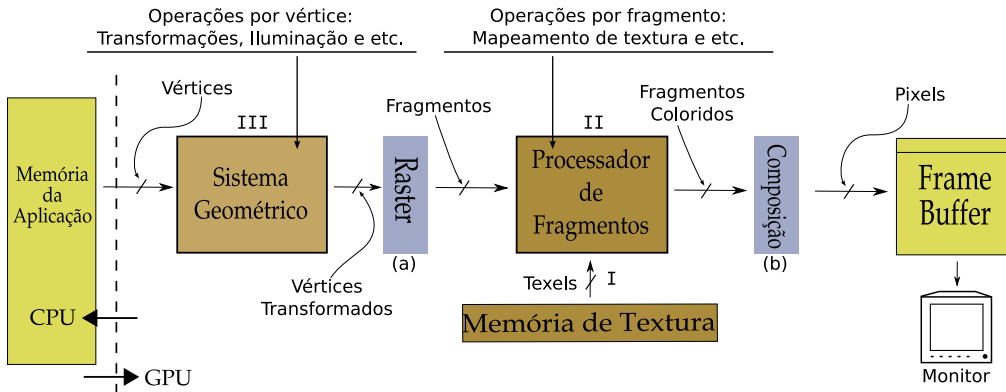 Operações por vértice:
Transformações, Iluminação e etc.
Operações por fragmento:
Mapeamento de textura e etc.
Vértices
III
Fragmentos
II
Fragmentos
Coloridos
Pixels
Memória
da
Aplicação
Sistema
Geométrico
Raster
Processador
de
Fragmentos
Composição
Frame
Buffer
(a)
(b)
Vértices
Transformados
Texels
I
Memória de Textura
CPU
GPU
Monitor